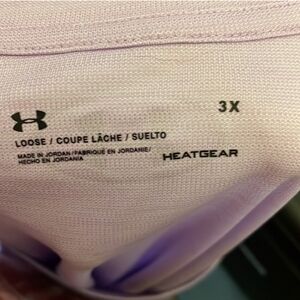 3X
LOOSE / COUPE LÂCHE / SUELTO
MADE IN JORDAN / FABRIQUÉ EN JORDANIE/
HECHO EN JORDANIA
HEATGEAR